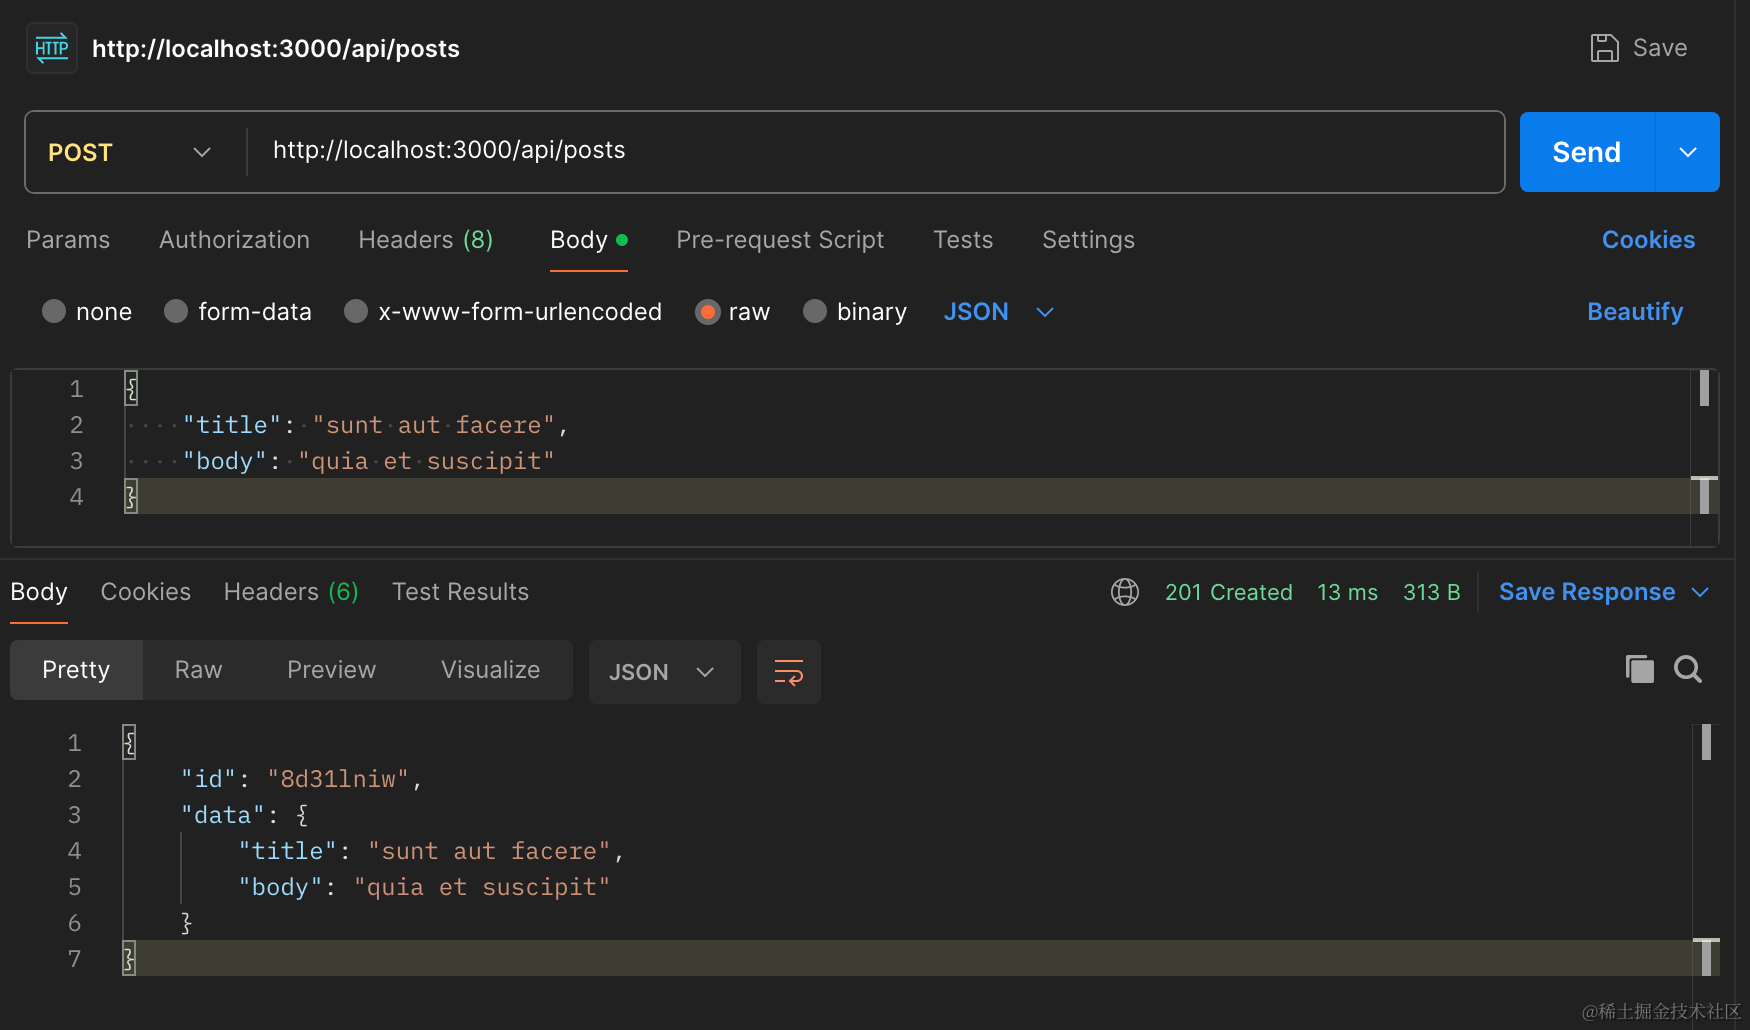 HTTP http://localhost:3000/api/posts Save
POST http://localhost:3000/api/posts Send
Params Authorization Headers (8) Body Pre-request Script Tests Settings Cookies
none form-data x-www-form-urlencoded raw binary JSON Beautify
1 {
2 "title": "sunt aut facere",
3 "body": "quia et suscipit"
4 }
Body Cookies Headers (6) Test Results 201 Created 13 ms 313 B Save Response
Pretty Raw Preview Visualize JSON
1 {
2 "id": "8d31lniw",
3 "data": {
4 "title": "sunt aut facere",
5 "body": "quia et suscipit"
6 }
7 }
@稀土掘金技术社区